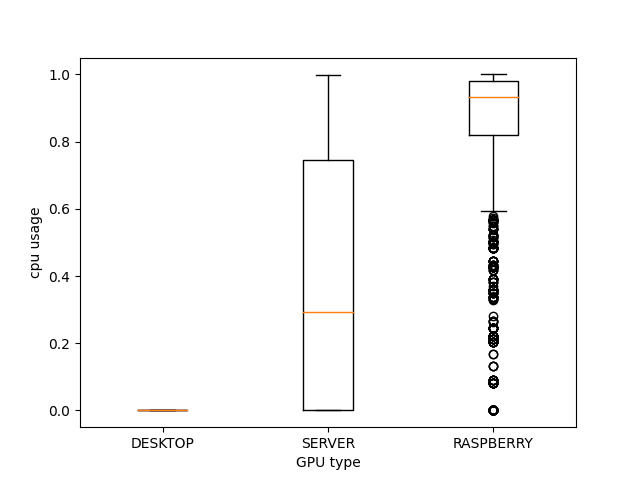 1.0
0.8
0.6
0.4
0.2
0.0
cpu usage
DESKTOP
SERVER
RASPBERRY
GPU type